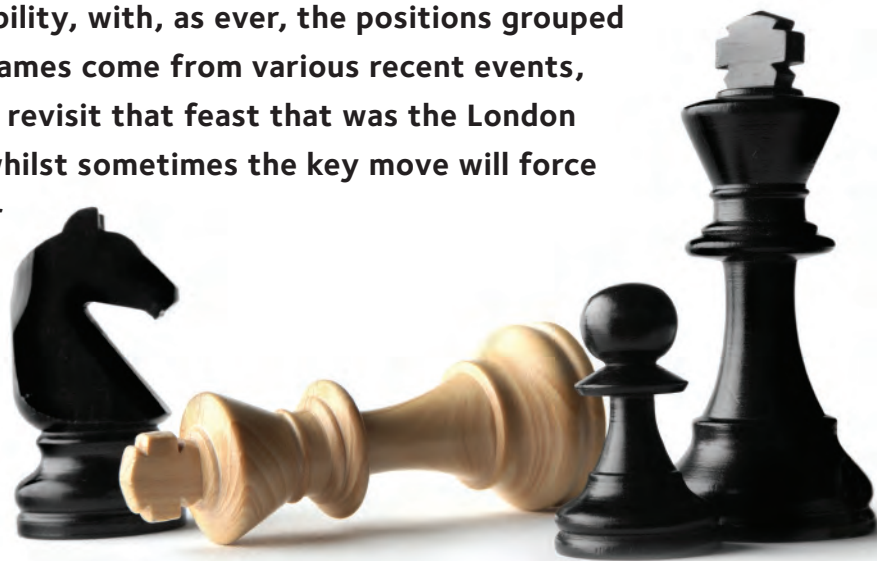 bility, with, as ever, the positions grouped
ames come from various recent events,
revisit that feast that was the London
whilst sometimes the key move will force